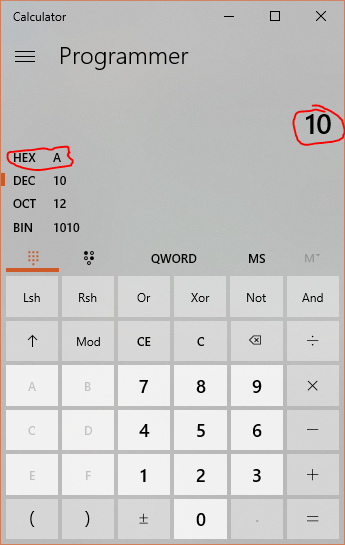 Calculator
Programmer
10
HEX A
DEC 10
OCT 12
BIN 1010
QWORD MS M
Lsh Rsh Or Xor Not And
↑ Mod CE C ⌫ ÷
A B 7 8 9 ×
C D 4 5 6 −
E F 1 2 3 +
( ) ± 0 . =